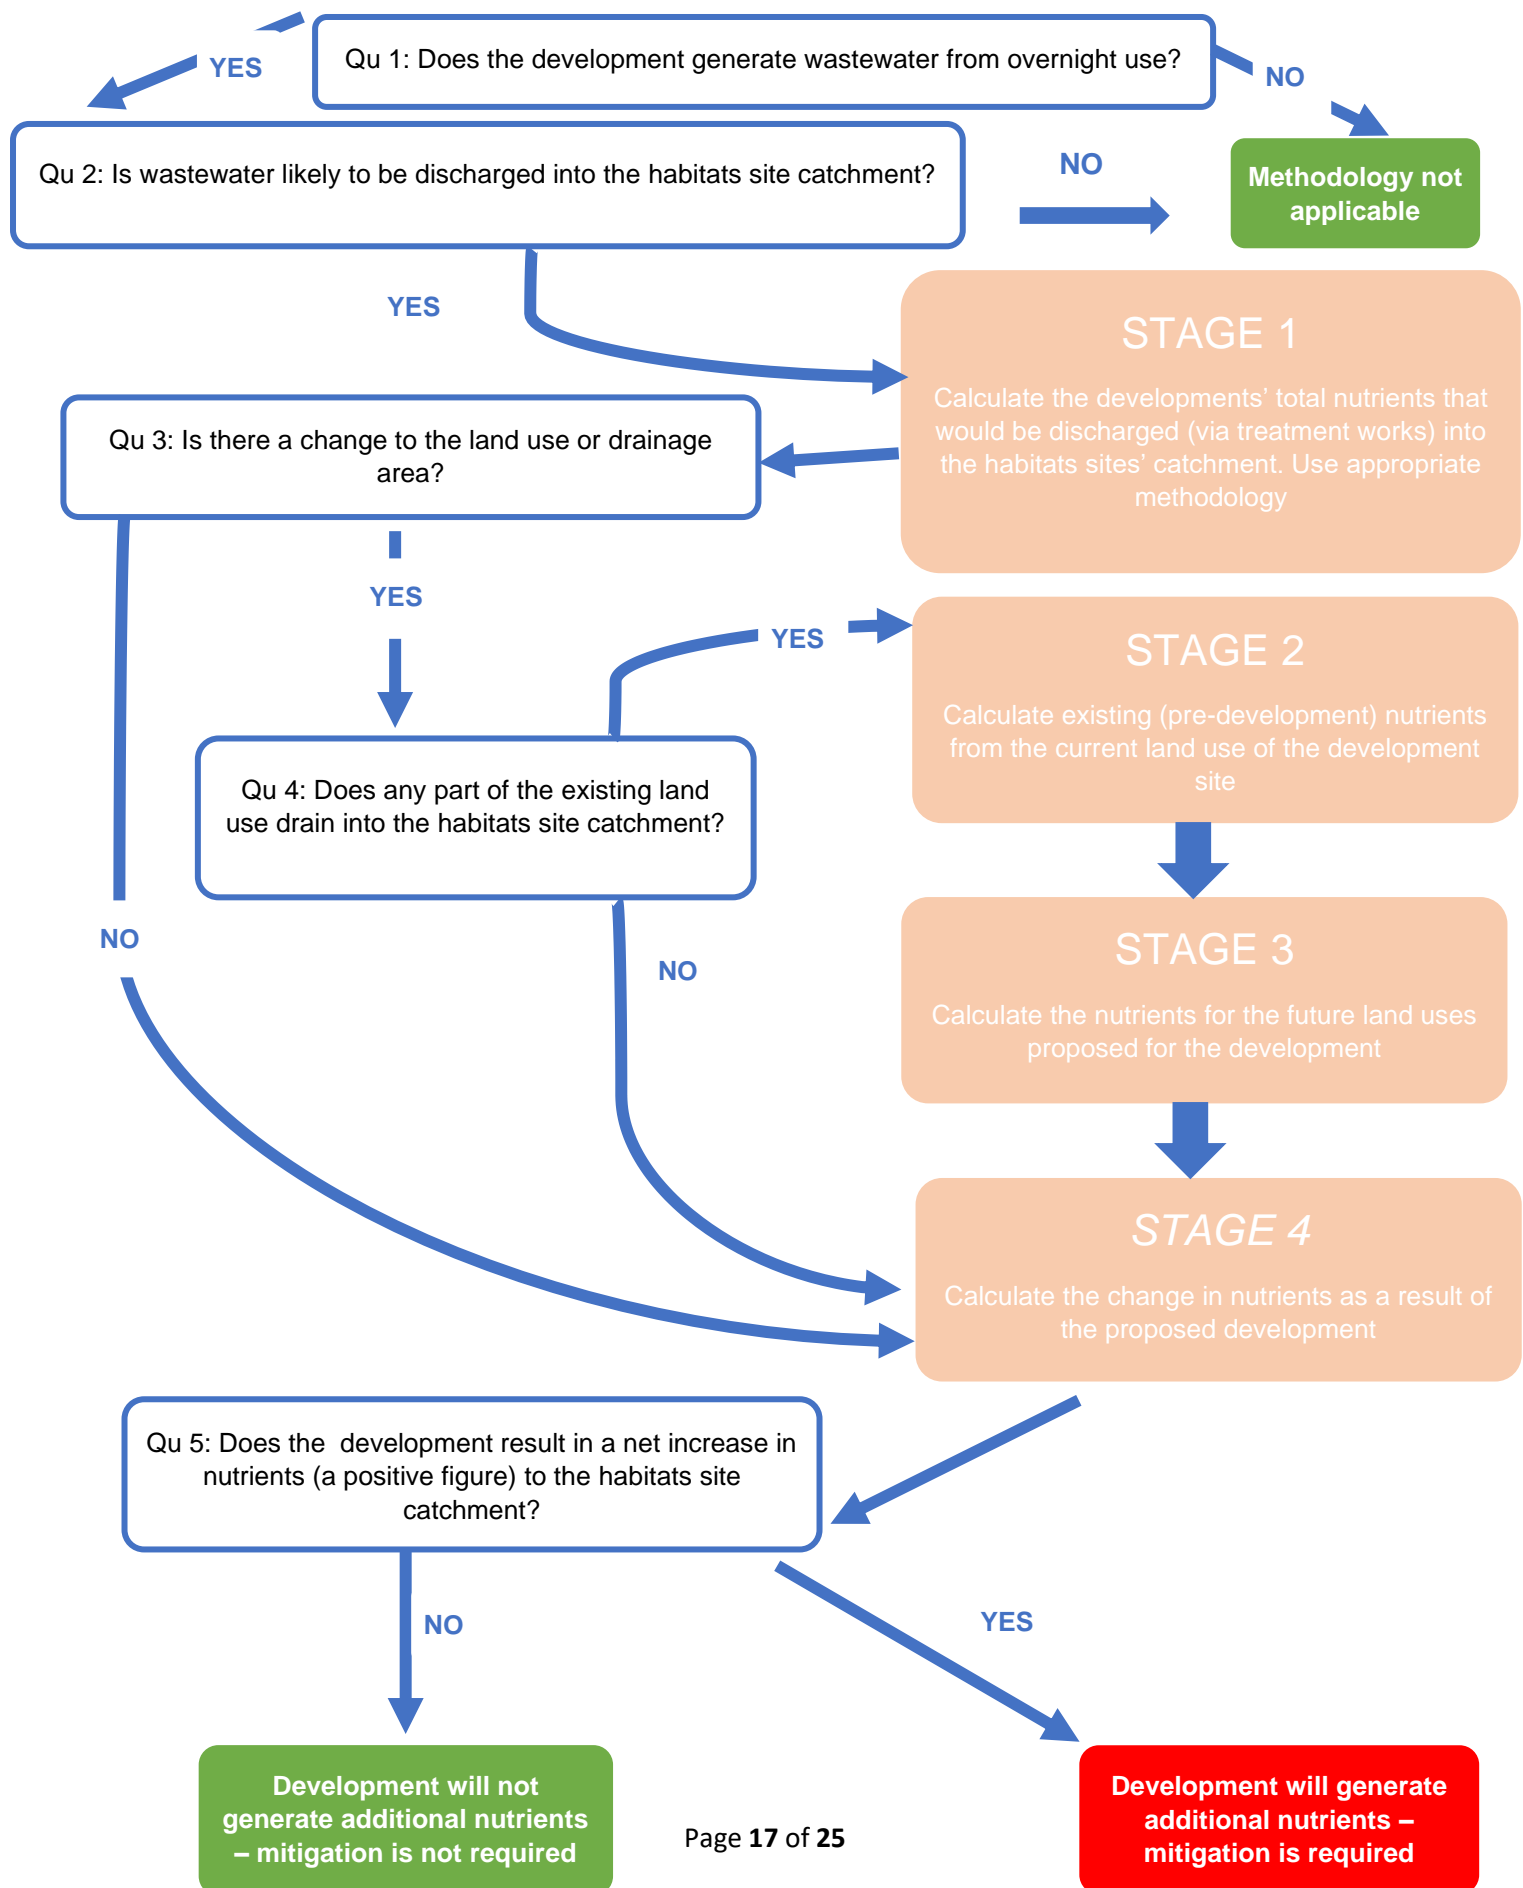 Qu 1: Does the development generate wastewater from overnight use?
YES
NO
Qu 2: Is wastewater likely to be discharged into the habitats site catchment?
NO
Methodology not
applicable
YES
STAGE 1
Calculate the developments’ total nutrients that
would be discharged (via treatment works) into
the habitats sites’ catchment. Use appropriate
methodology
Qu 3: Is there a change to the land use or drainage
area?
YES
YES
STAGE 2
Calculate existing (pre-development) nutrients
from the current land use of the development
site
Qu 4: Does any part of the existing land
use drain into the habitats site catchment?
NO
NO
STAGE 3
Calculate the nutrients for the future land uses
proposed for the development
STAGE 4
Calculate the change in nutrients as a result of
the proposed development
Qu 5: Does the  development result in a net increase in
nutrients (a positive figure) to the habitats site
catchment?
NO
YES
Development will not
generate additional nutrients
– mitigation is not required
Page 17 of 25
Development will generate
additional nutrients –
mitigation is required